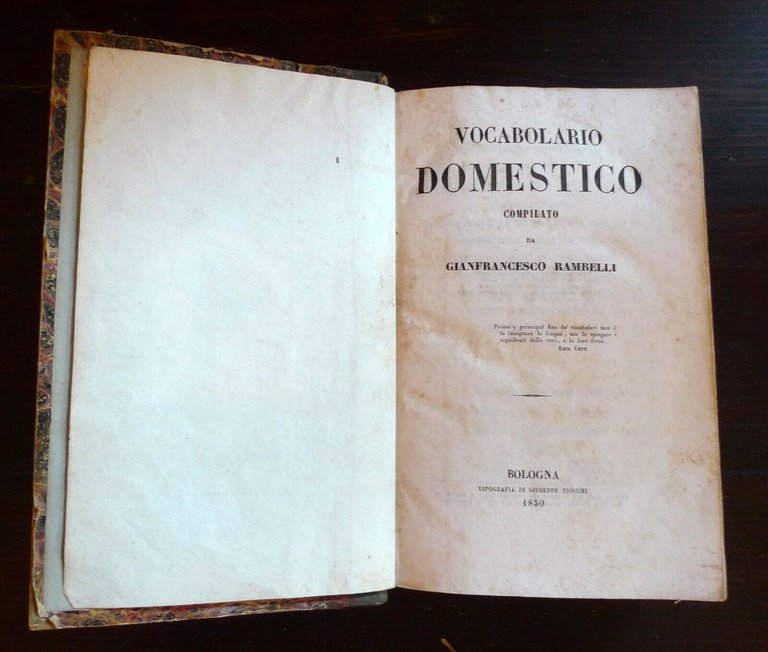 VOCABOLARIO
DOMESTICO
COMPILATO
DA
GIANFRANCESCO RAMBELLI
Primo e principal fine de' vocabolari non è
lo insegnare le lingue, ma lo spiegare i
significati delle voci, e la loro forza.
BOLOGNA
TIPOGRAFIA DI GIUSEPPE TIOCCHI
1850